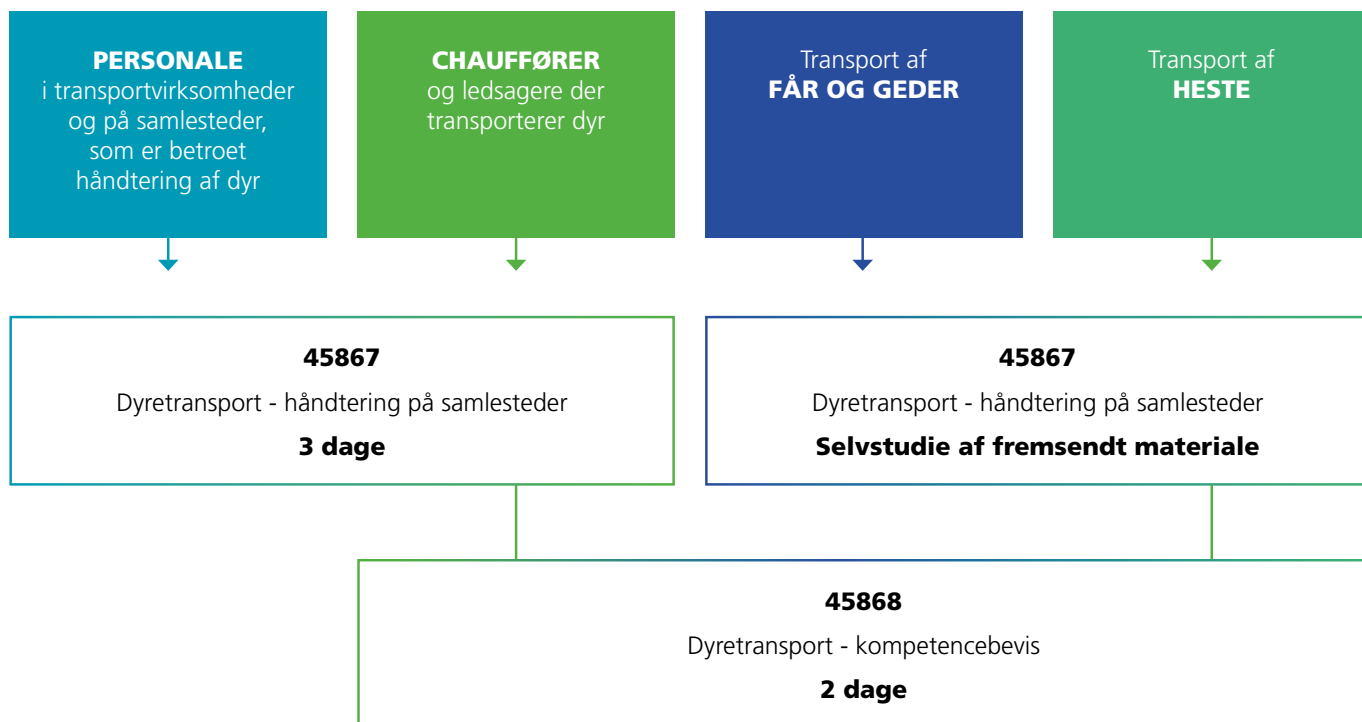 PERSONALE
i transportvirksomheder
og på samlesteder,
som er betroet
håndtering af dyr
CHAUFFØRER
og ledsagere der
transporterer dyr
Transport af
FÅR OG GEDER
Transport af
HESTE
45867
Dyretransport - håndtering på samlesteder
3 dage
45867
Dyretransport - håndtering på samlesteder
Selvstudie af fremsendt materiale
45868
Dyretransport - kompetencebevis
2 dage